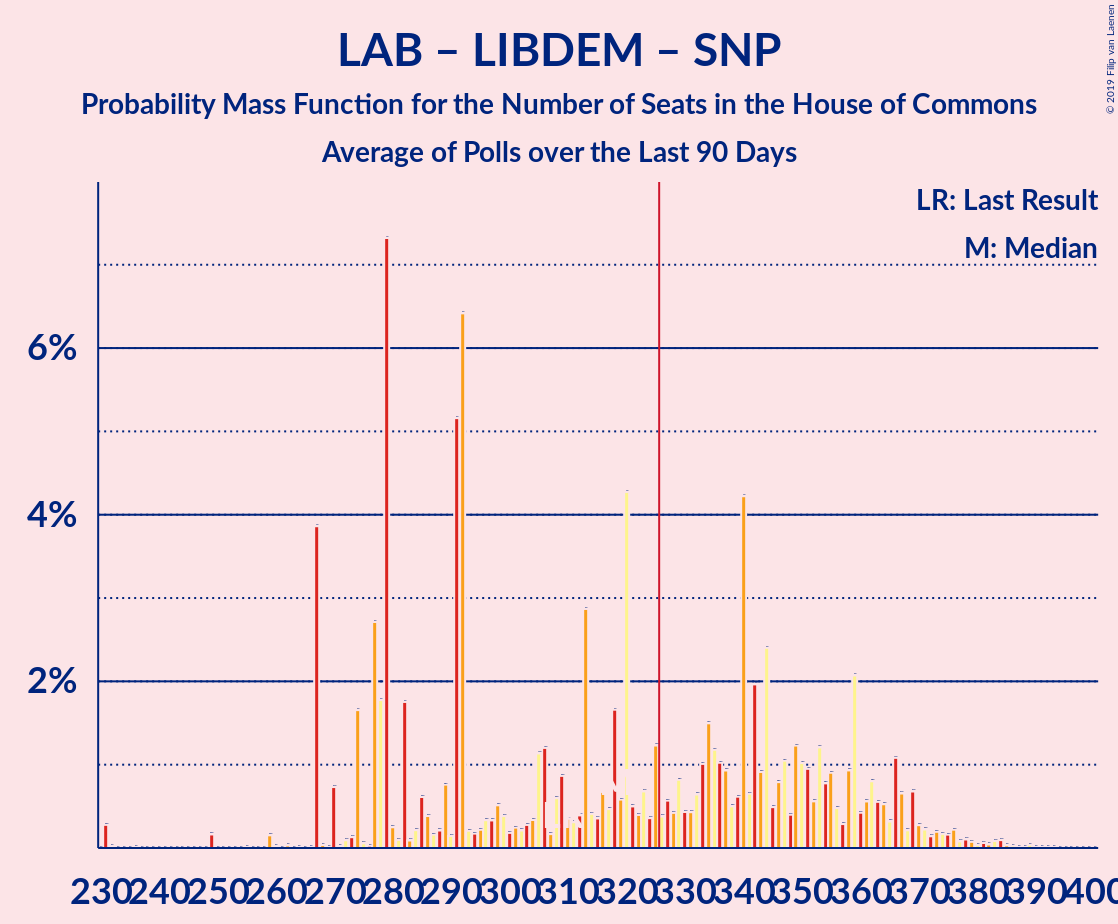 LAB – LIBDEM – SNP
Probability Mass Function for the Number of Seats in the House of Commons
Average of Polls over the Last 90 Days
© 2019 Filip van Laenen
LR: Last Result
M: Median
6%
4%
2%
230 240 250 260 270 280 290 300 310 320 330 340 350 360 370 380 390 400